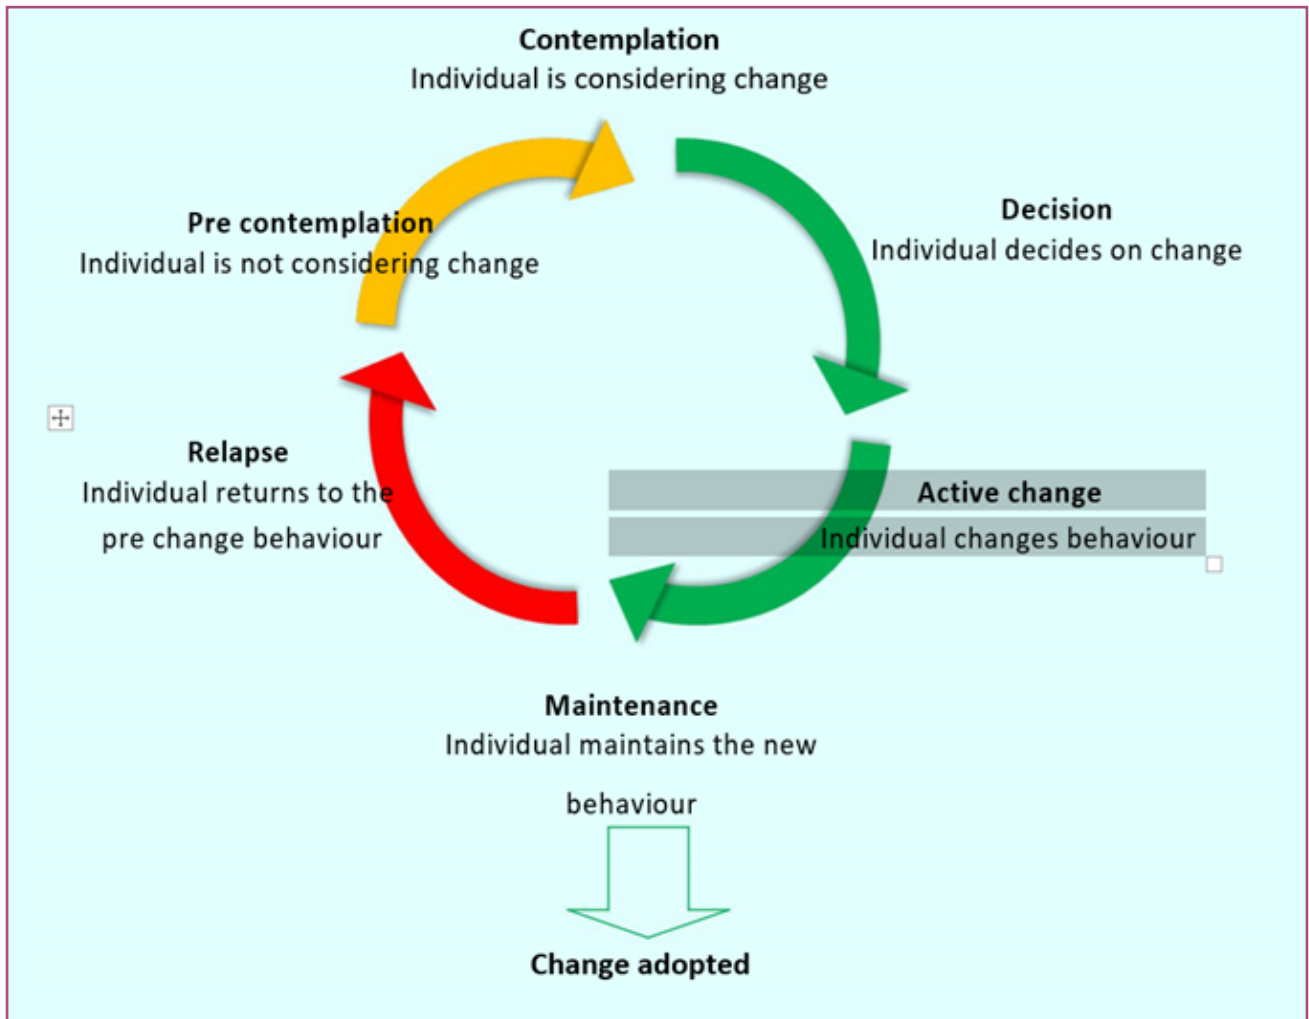 Contemplation
Individual is considering change
Pre contemplation
Individual is not considering change
Decision
Individual decides on change
Relapse
Individual returns to the
pre change behaviour
Active change
Individual changes behaviour
Maintenance
Individual maintains the new
behaviour
Change adopted